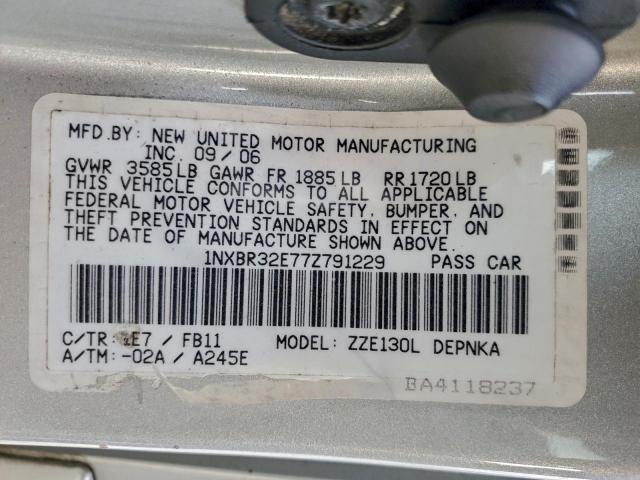 MFD.BY: NEW UNITED MOTOR MANUFACTURING
INC. 09/06
GVWR 3585LB GAWR FR 1885LB RR1720LB
THIS VEHICLE CONFORMS TO ALL APPLICABLE
FEDERAL MOTOR VEHICLE SAFETY, BUMPER, AND
THEFT PREVENTION STANDARDS IN EFFECT ON
THE DATE OF MANUFACTURE SHOWN ABOVE.
1NXBR32E77Z791229 PASS CAR
C/TR: 1E7 / FB11 MODEL: ZZE130L DEPNKA
A/TM: -02A / A245E
BA4118237